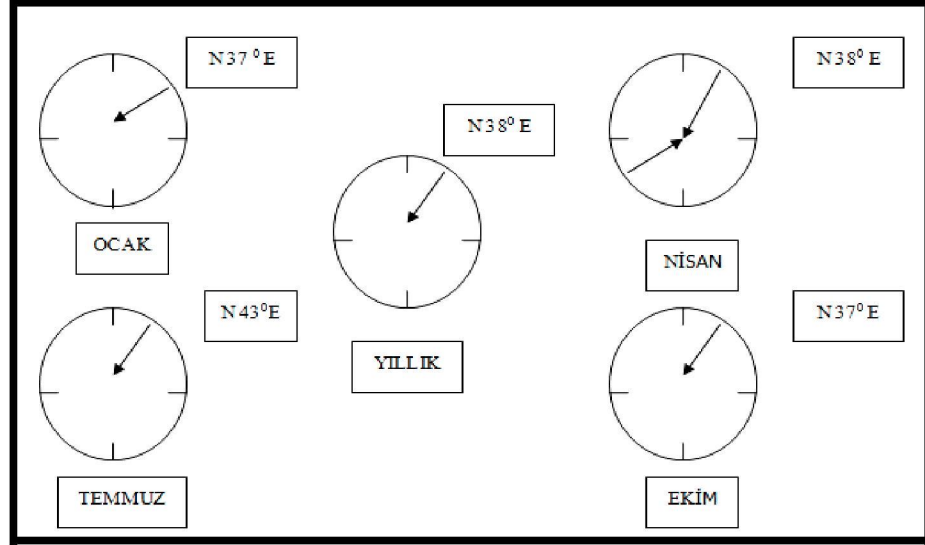 N37⁰E
N38⁰E
N38⁰E
OCAK
NİSAN
N43⁰E
N37⁰E
YILLIK
TEMMUZ
EKİM